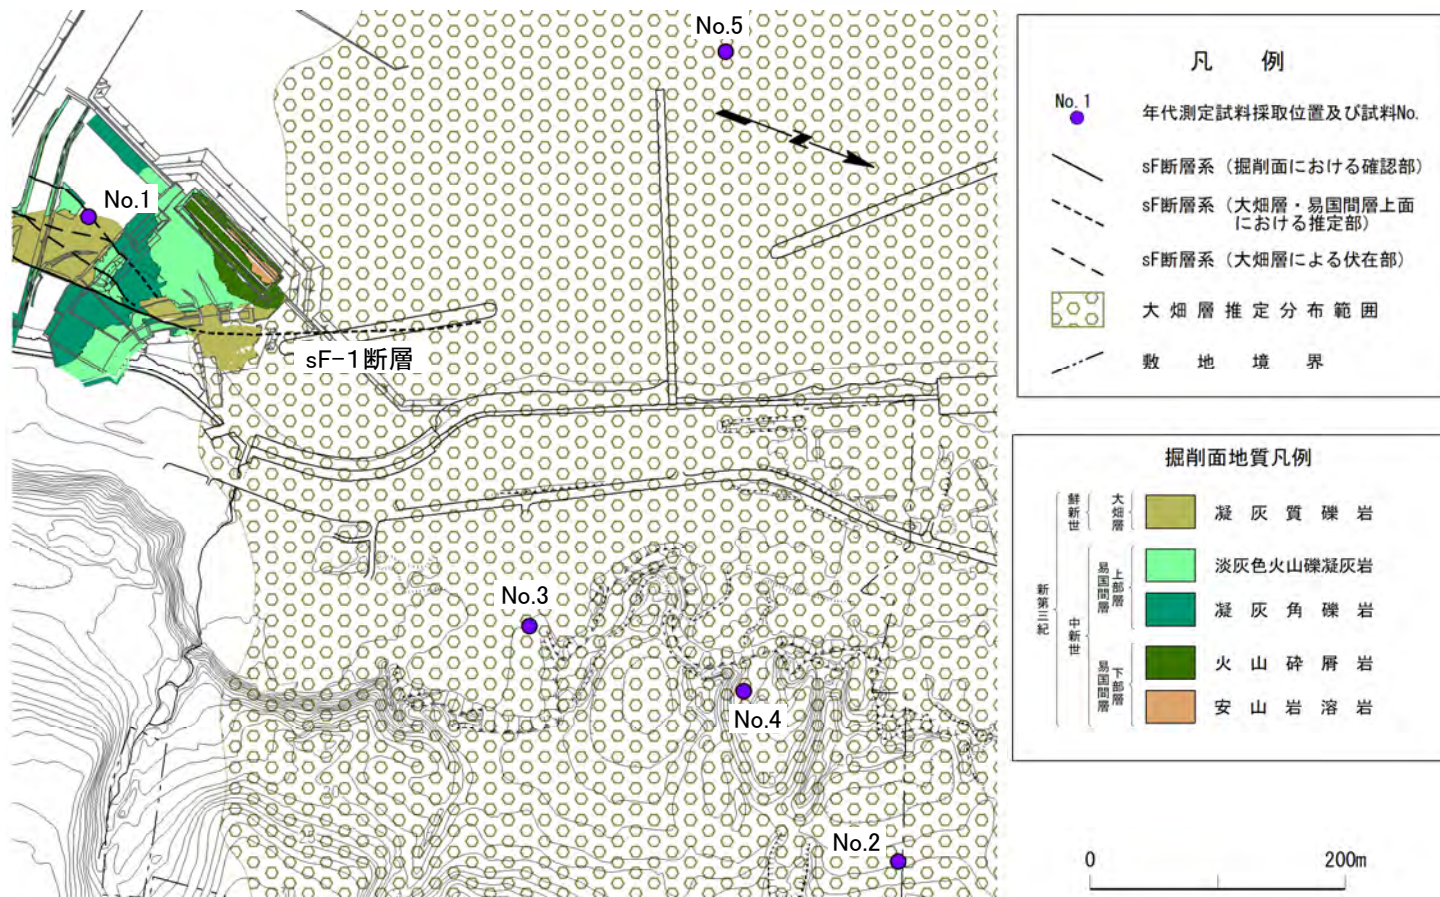 No.5
No.1
sF-1断層
No.3
No.4
No.2
凡 例
No.1
年代測定試料採取位置及び試料No.
sF断層系（掘削面における確認部）
sF断層系（大畑層・易国間層上面
における推定部）
sF断層系（大畑層による伏在部）
大畑層推定分布範囲
敷地境界
掘削面地質凡例
新第三紀
鮮新世
大畑層
凝灰質礫岩
中新世
易国間層
上部層
淡灰色火山礫凝灰岩
凝灰角礫岩
易国間層
下部層
火山砕屑岩
安山岩溶岩
0
200m